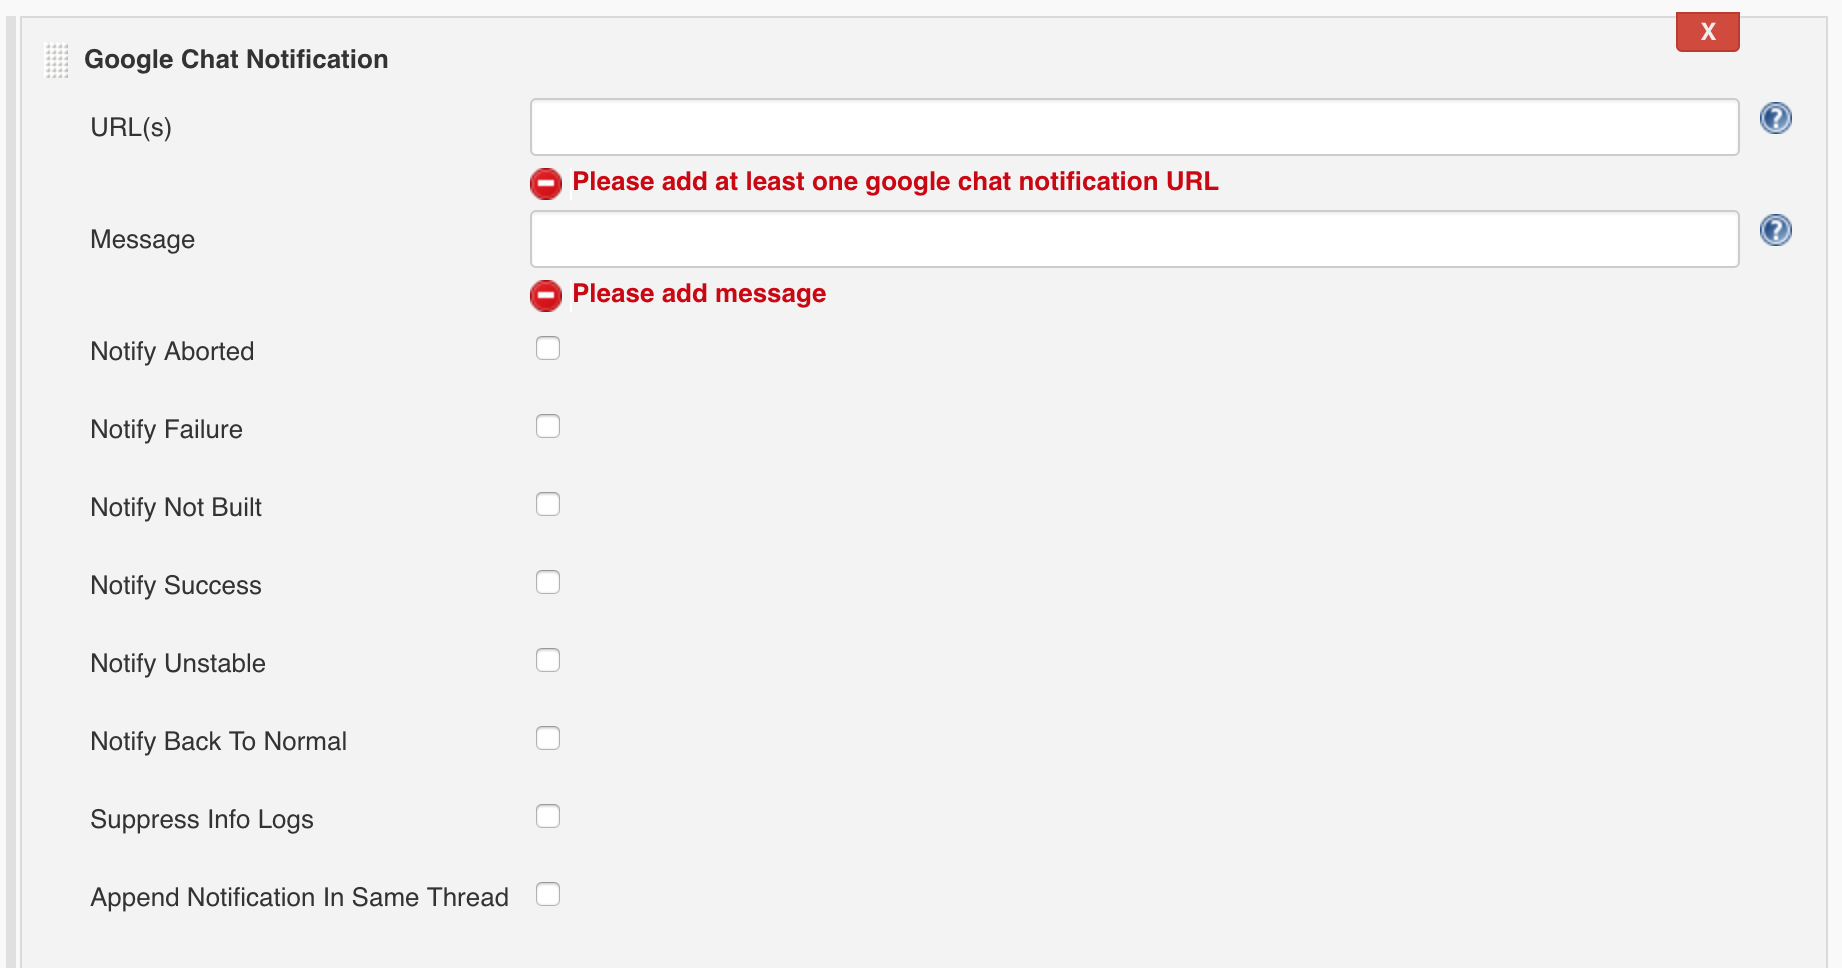 X
Google Chat Notification
URL(s)
?
Please add at least one google chat notification URL
Message
?
Please add message
Notify Aborted
Notify Failure
Notify Not Built
Notify Success
Notify Unstable
Notify Back To Normal
Suppress Info Logs
Append Notification In Same Thread